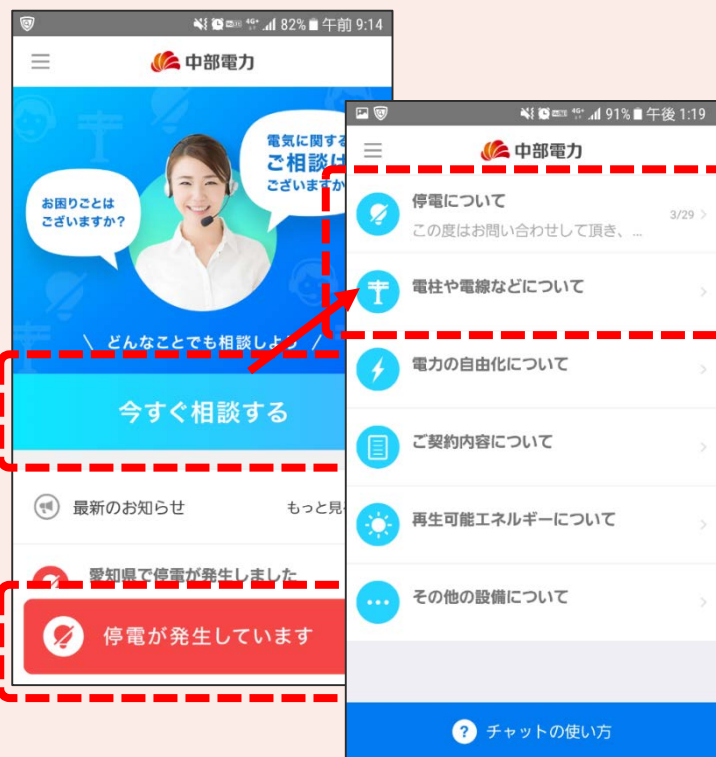 82% 午前 9:14
中部電力
電気に関する
ご相談は
ございますか
お困りごとは
ございますか?
\ どんなことでも相談しよう /
今すぐ相談する
最新のお知らせ
もっと見
愛知県で停電が発生しました
停電が発生しています
91% 午後 1:19
中部電力
停電について
3/29
この度はお問い合わせして頂き、...
電柱や電線などについて
電力の自由化について
ご契約内容について
再生可能エネルギーについて
その他の設備について
? チャットの使い方